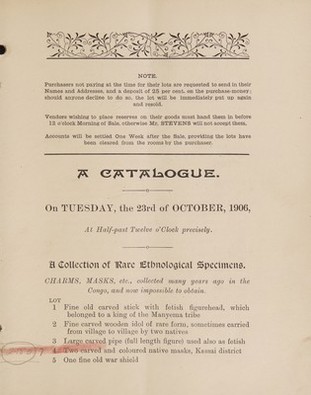 NOTE.
Purchasers not paying at the time for their lots are requested to send in their
Names and Addresses, and a deposit of 25 per cent. on the purchase-money;
should anyone decline to do so, the lot will be immediately put up again
and resold.
Vendors wishing to place reserves on their goods must hand them in before
12 o'clock Morning of Sale, otherwise Mr. STEVENS will not accept them.
Accounts will be settled One Week after the Sale, providing the lots have
been cleared from the rooms by the purchaser.
A CATALOGUE.
On TUESDAY, the 23rd of OCTOBER, 1906,
At Half-past Twelve o'Clock precisely.
A Collection of Rare Ethnological Specimens.
CHARMS, MASKS, etc., collected many years ago in the
Congo, and now impossible to obtain.
LOT
1 Fine old carved stick with fetish figurehead, which
belonged to a king of the Manyema tribe
2 Fine carved wooden idol of rare form, sometimes carried
from village to village by two natives
3 Large carved pipe (full length figure) used also as fetish
4 Two carved and coloured native masks, Kassai district
5 One fine old war shield